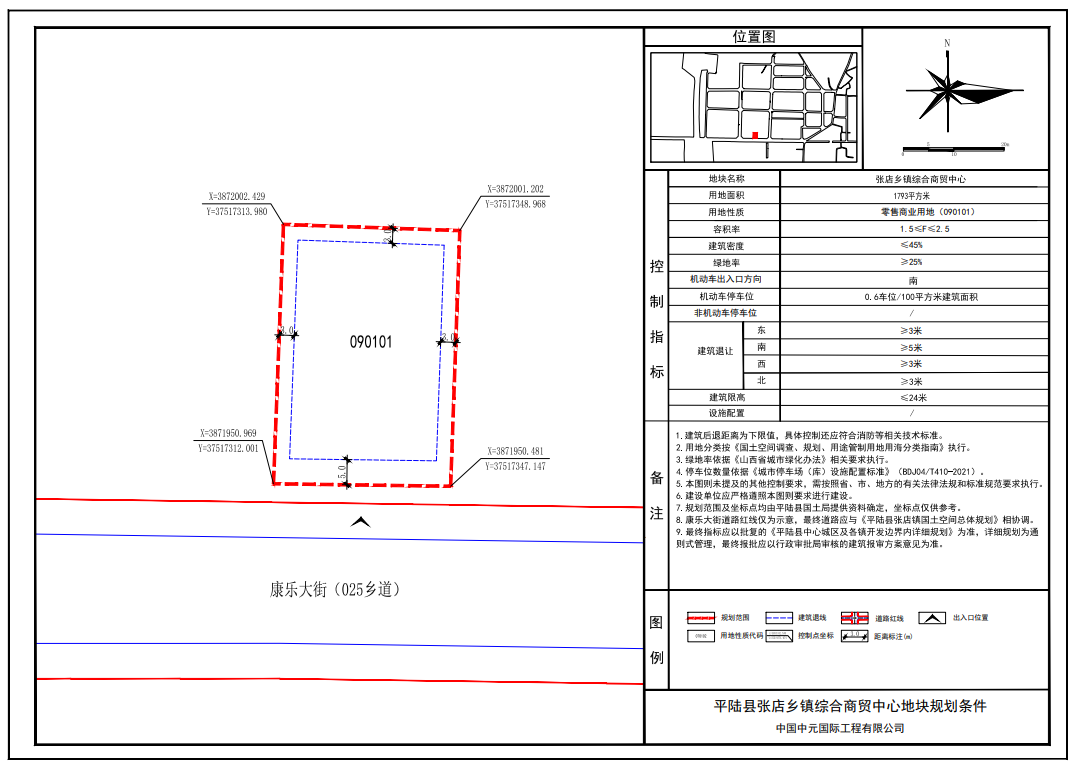 位置图
N
0
5
10
20m
X=3872002.429
Y=37517313.980
X=3872001.202
Y=37517348.968
3.0
3.0
3.0
090101
X=3871950.969
Y=37517312.001
X=3871950.481
Y=37517347.147
5.0
康乐大街（025乡道）
控制指标
地块名称 张店乡镇综合商贸中心
用地面积 1793平方米
用地性质 零售商业用地（090101）
容积率 1.5≤F≤2.5
建筑密度 ≤45%
绿地率 ≥25%
机动车出入口方向 南
机动车停车位 0.6车位/100平方米建筑面积
非机动车停车位 /
建筑退让
东 ≥3米
南 ≥5米
西 ≥3米
北 ≥3米
建筑限高 ≤24米
设施配置 /
备注
1.建筑后退距离为下限值，具体控制还应符合消防等相关技术标准。
2.用地分类按《国土空间调查、规划、用途管制用地用海分类指南》执行。
3.绿地率依据《山西省城市绿化办法》相关要求执行。
4.停车位数量依据《城市停车场（库）设施配置标准》（BDJ04/T410-2021）。
5.本图则未提及的其他控制要求，需按照省、市、地方的有关法律法规和标准规范要求执行。
6.建设单位应严格遵照本图则要求进行建设。
7.规划范围及坐标点均由平陆县国土局提供资料确定，坐标点仅供参考。
8.康乐大街道路红线仅为示意，最终道路应与《平陆县张店镇国土空间总体规划》相协调。
9.最终指标应以批复的《平陆县中心城区及各镇开发边界内详细规划》为准，详细规划为通
则式管理，最终报批应以行政审批局审核的建筑报审方案意见为准。
图例
规划范围
建筑退线
道路红线
出入口位置
用地性质代码
控制点坐标
3.0
距离标注(m)
平陆县张店乡镇综合商贸中心地块规划条件
中国中元国际工程有限公司